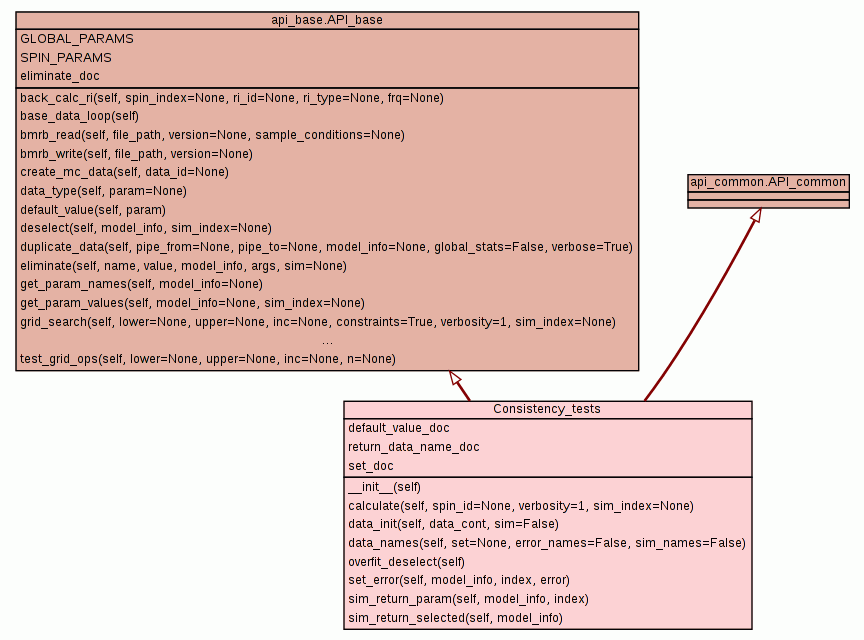 api_base.API_base
GLOBAL_PARAMS
SPIN_PARAMS
eliminate_doc
back_calc_ri(self, spin_index=None, ri_id=None, ri_type=None, frq=None)
base_data_loop(self)
bmrb_read(self, file_path, version=None, sample_conditions=None)
bmrb_write(self, file_path, version=None)
create_mc_data(self, data_id=None)
data_type(self, param=None)
default_value(self, param)
deselect(self, model_info, sim_index=None)
duplicate_data(self, pipe_from=None, pipe_to=None, model_info=None, global_stats=False, verbose=True)
eliminate(self, name, value, model_info, args, sim=None)
get_param_names(self, model_info=None)
get_param_values(self, model_info=None, sim_index=None)
grid_search(self, lower=None, upper=None, inc=None, constraints=True, verbosity=1, sim_index=None)
...
test_grid_ops(self, lower=None, upper=None, inc=None, n=None)
api_common.API_common
Consistency_tests
default_value_doc
return_data_name_doc
set_doc
__init__(self)
calculate(self, spin_id=None, verbosity=1, sim_index=None)
data_init(self, data_cont, sim=False)
data_names(self, set=None, error_names=False, sim_names=False)
overfit_deselect(self)
set_error(self, model_info, index, error)
sim_return_param(self, model_info, index)
sim_return_selected(self, model_info)